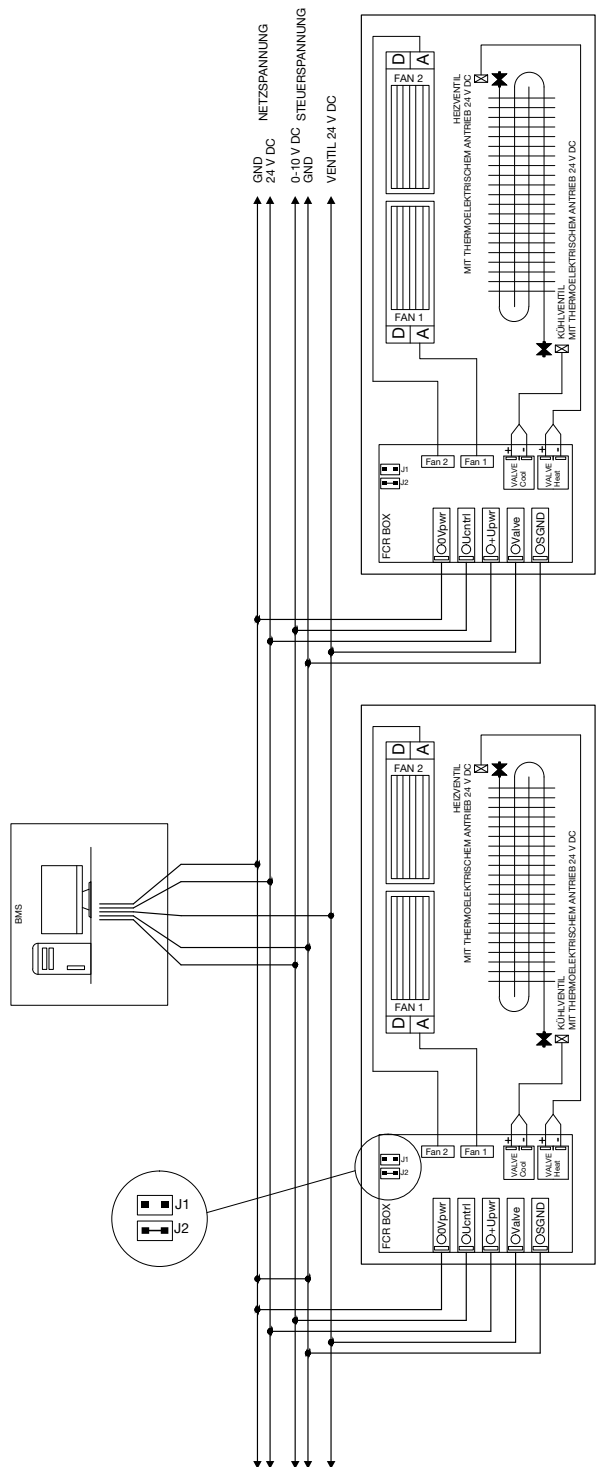 GND
24 V DC
NETZSPANNUNG
0-10 V DC
GND
STEUERSPANNUNG
VENTIL 24 V DC
BMS
J1
J2
D
A
FAN 2
D
A
FAN 1
HEIZVENTIL
MIT THERMOELEKTRISCHEM ANTRIEB 24 V DC
KÜHLVENTIL
MIT THERMOELEKTRISCHEM ANTRIEB 24 V DC
FCR BOX
J1
J2
Fan 2
Fan 1
VALVE
Cool
+
-
VALVE
Heat
+
-
0Vpwr
Ucntrl
+Upwr
Valve
SGND
D
A
FAN 2
D
A
FAN 1
HEIZVENTIL
MIT THERMOELEKTRISCHEM ANTRIEB 24 V DC
KÜHLVENTIL
MIT THERMOELEKTRISCHEM ANTRIEB 24 V DC
FCR BOX
J1
J2
Fan 2
Fan 1
VALVE
Cool
+
-
VALVE
Heat
+
-
0Vpwr
Ucntrl
+Upwr
Valve
SGND